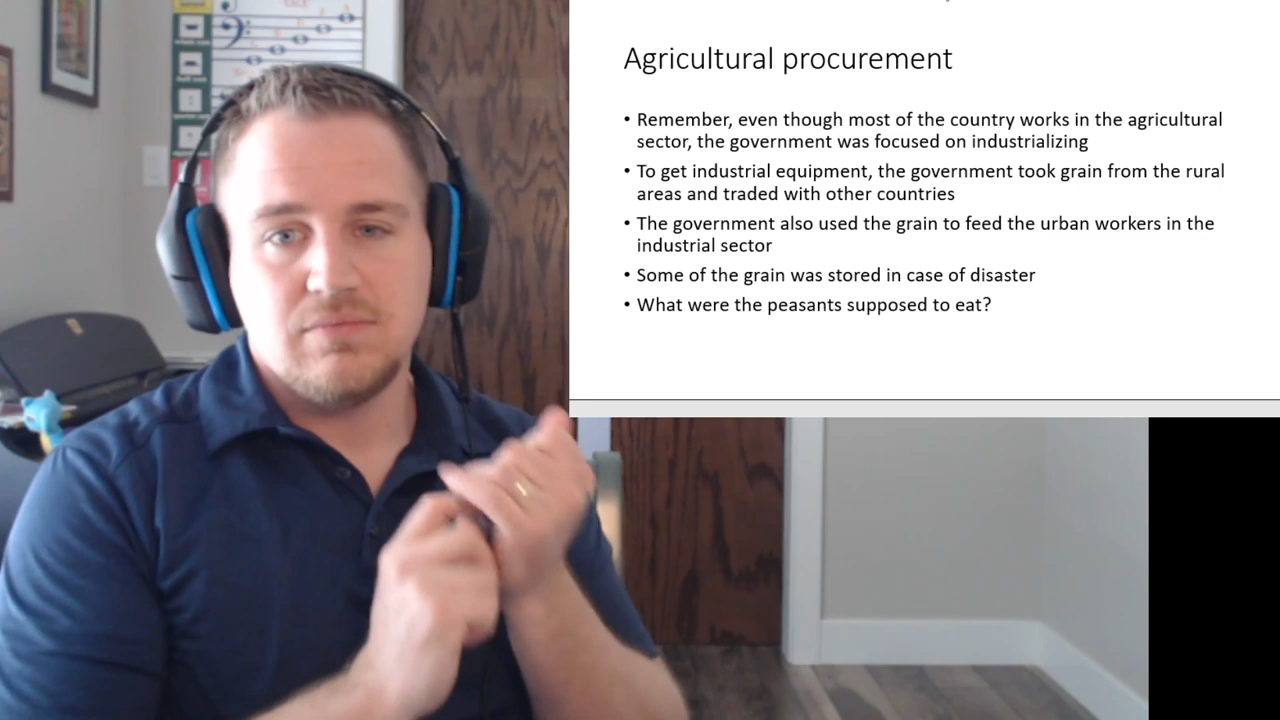 Agricultural procurement
• Remember, even though most of the country works in the agricultural
sector, the government was focused on industrializing
• To get industrial equipment, the government took grain from the rural
areas and traded with other countries
• The government also used the grain to feed the urban workers in the
industrial sector
• Some of the grain was stored in case of disaster
• What were the peasants supposed to eat?